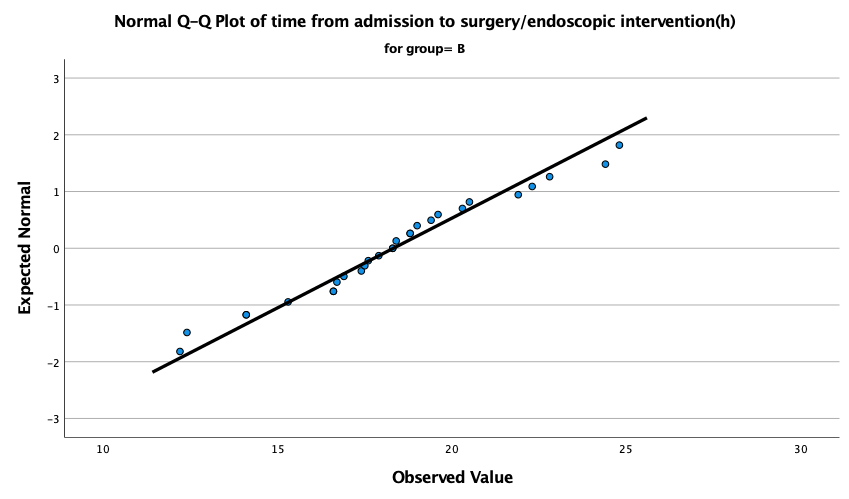 Normal Q-Q Plot of time from admission to surgery/endoscopic intervention(h)
for group= B
3
2
1
0
-1
-2
-3
Expected Normal
10 15 20 25 30
Observed Value